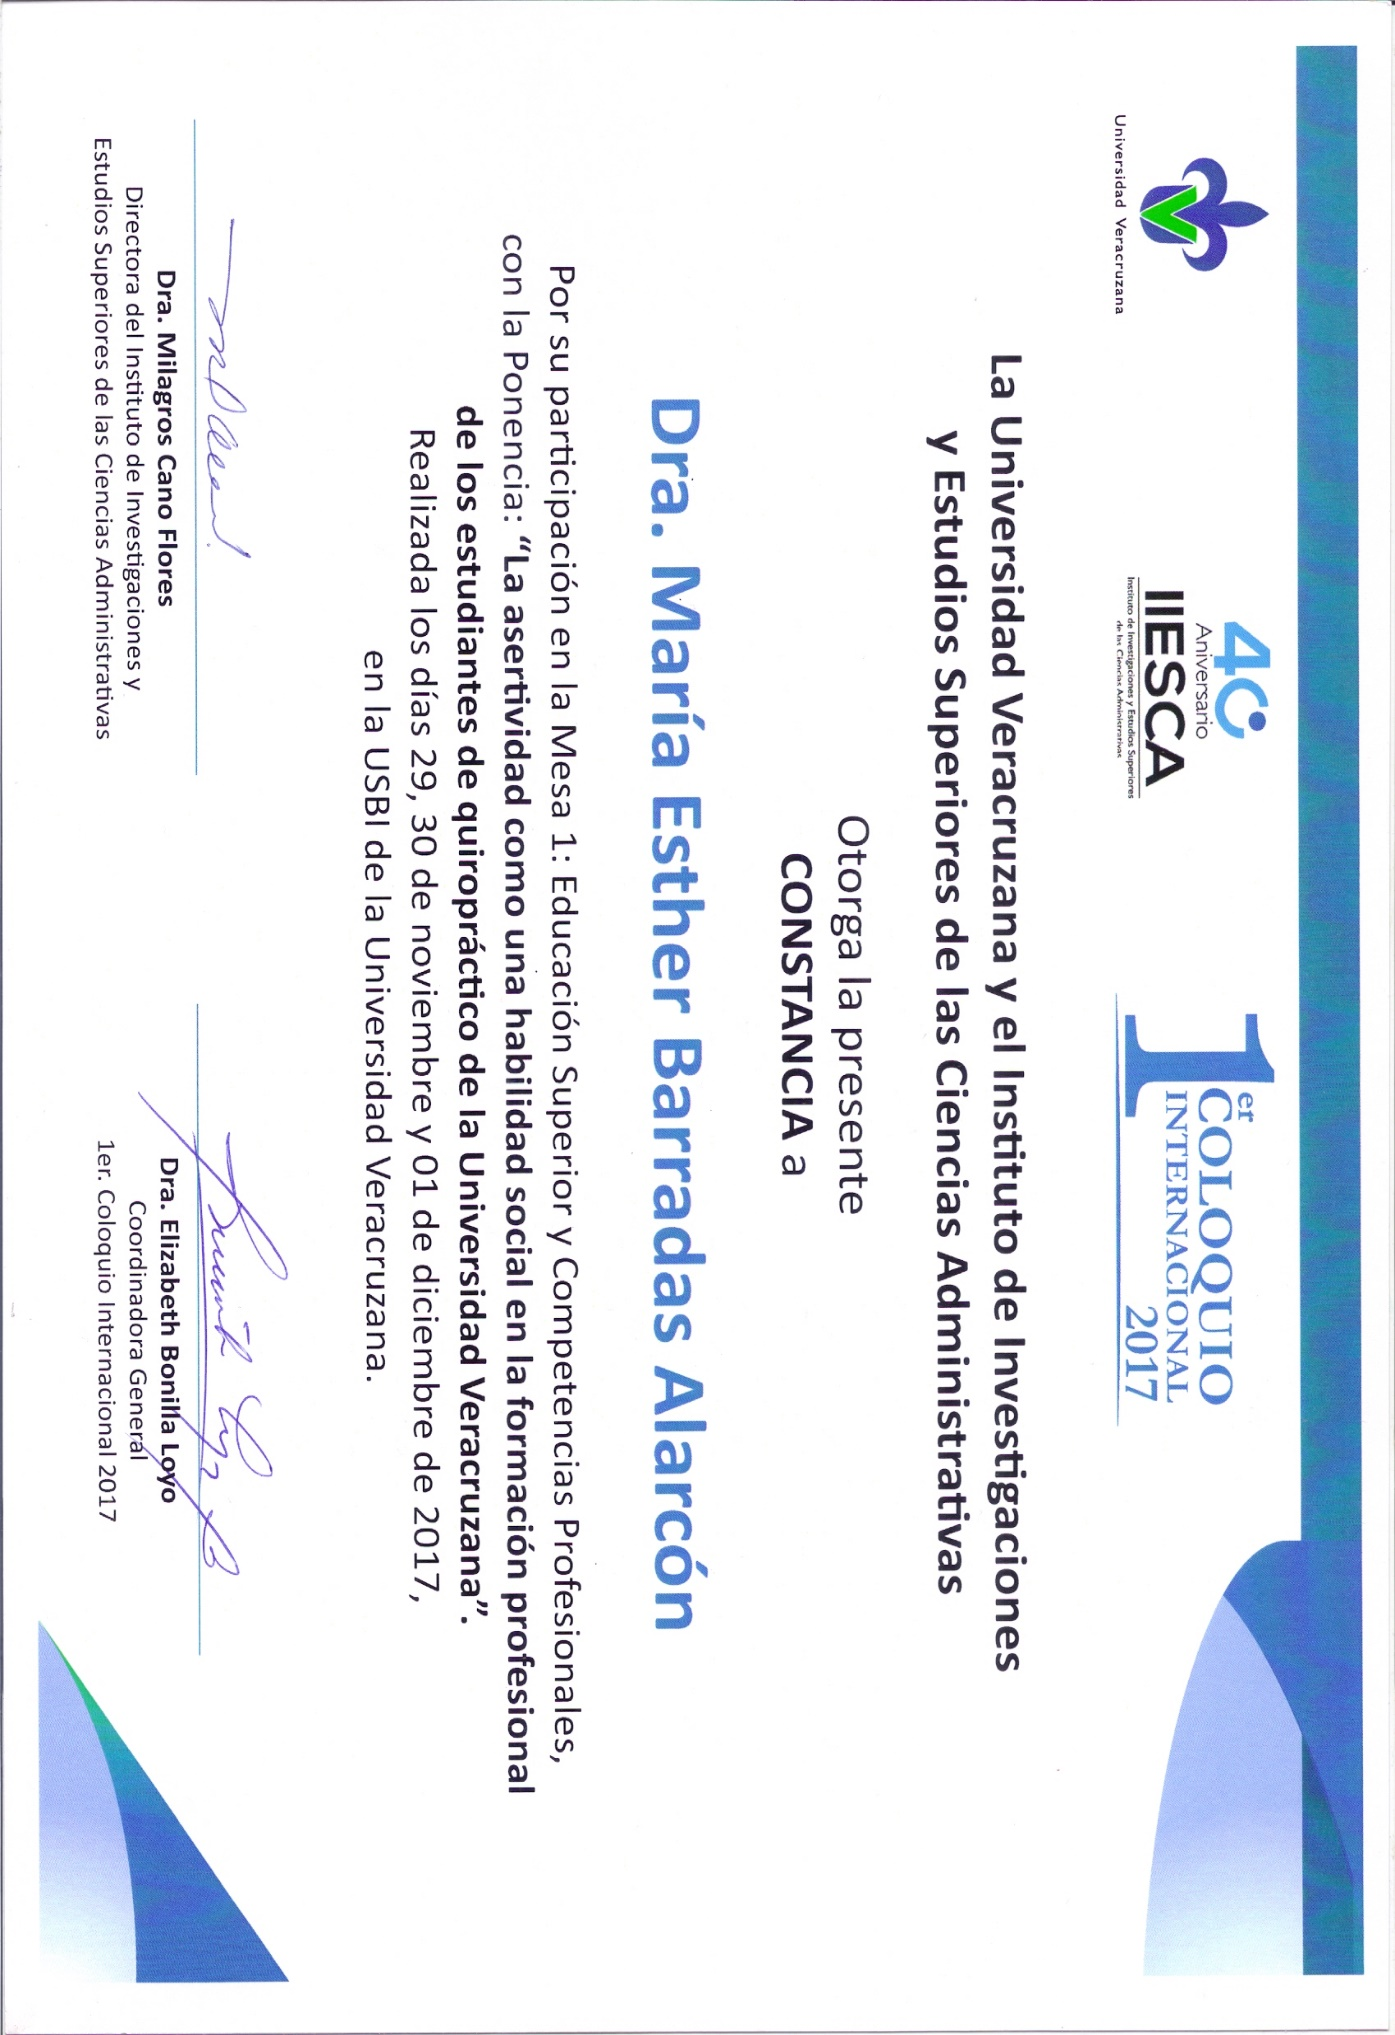 Universidad Veracruzana
40
Aniversario
IIESCA
Instituto de Investigaciones y Estudios Superiores
de las Ciencias Administrativas
1er
COLOQUIO
INTERNACIONAL
2017
La Universidad Veracruzana y el Instituto de Investigaciones
y Estudios Superiores de las Ciencias Administrativas
Otorga la presente
CONSTANCIA a
Dra. María Esther Barradas Alarcón
Por su participación en la Mesa 1: Educación Superior y Competencias Profesionales,
con la Ponencia: “La asertividad como una habilidad social en la formación profesional
de los estudiantes de quiropráctico de la Universidad Veracruzana”.
Realizada los días 29, 30 de noviembre y 01 de diciembre de 2017,
en la USBI de la Universidad Veracruzana.
Dra. Milagros Cano Flores
Directora del Instituto de Investigaciones y
Estudios Superiores de las Ciencias Administrativas
Dra. Elizabeth Bonilla Loyo
Coordinadora General
1er. Coloquio Internacional 2017